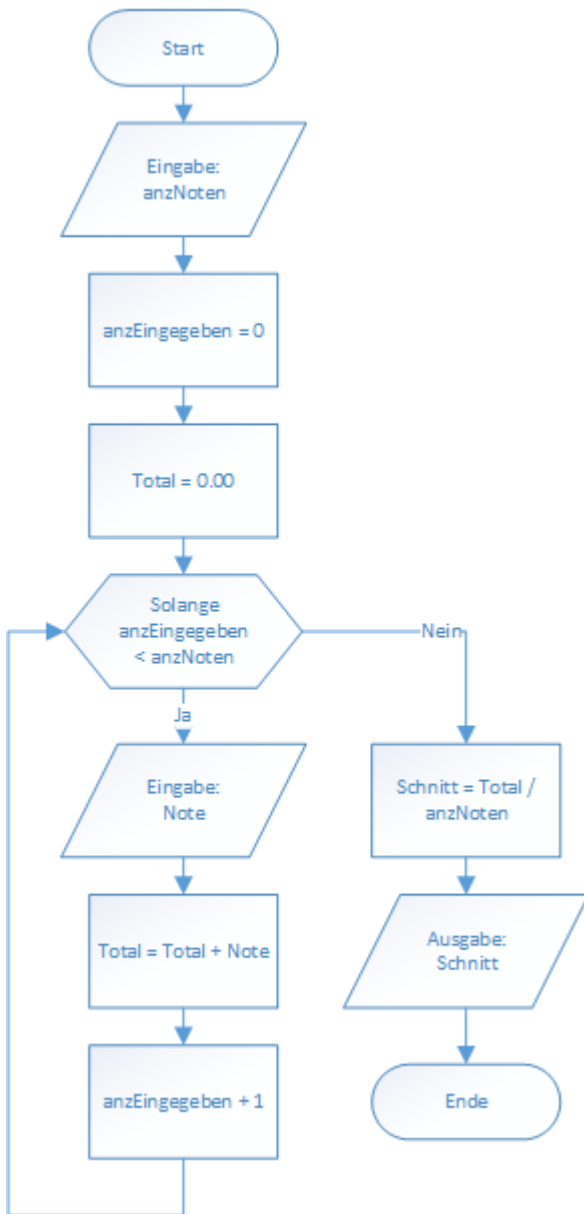 Start
Eingabe:
anzNoten
anzEingegeben = 0
Total = 0.00
Solange
anzEingegeben
< anzNoten
Nein
Ja
Eingabe:
Note
Total = Total + Note
anzEingegeben + 1
Schnitt = Total /
anzNoten
Ausgabe:
Schnitt
Ende